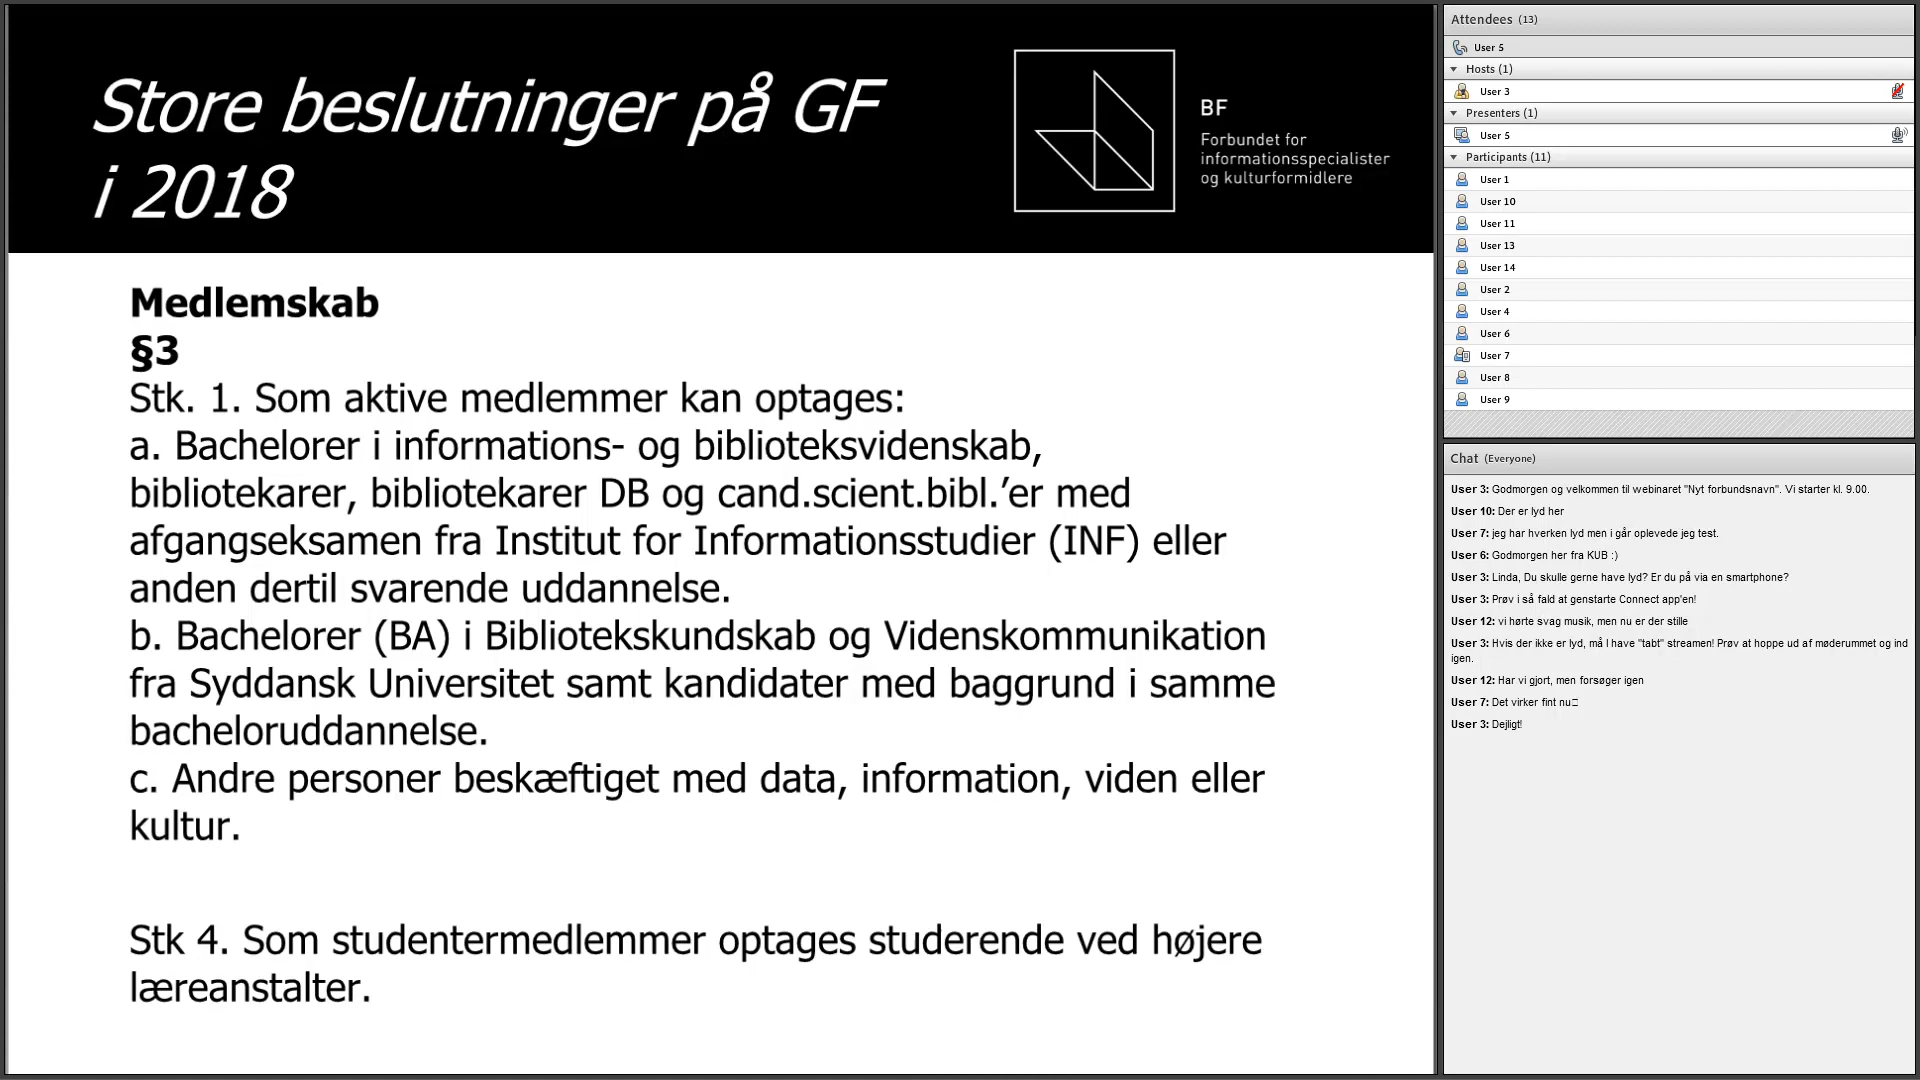 Store beslutninger på GF
i 2018
BF
Forbundet for
informationsspecialister
og kulturformidlere
Medlemskab
§3
Stk. 1. Som aktive medlemmer kan optages:
a. Bachelorer i informations- og biblioteksvidenskab,
bibliotekarer, bibliotekarer DB og cand.scient.bibl.’er med
afgangseksamen fra Institut for Informationsstudier (INF) eller
anden dertil svarende uddannelse.
b. Bachelorer (BA) i Bibliotekskundskab og Videnskommunikation
fra Syddansk Universitet samt kandidater med baggrund i samme
bacheloruddannelse.
c. Andre personer beskæftiget med data, information, viden eller
kultur.
Stk 4. Som studentermedlemmer optages studerende ved højere
læreanstalter.
Attendees (13)
User 5
Hosts (1)
User 3
Presenters (1)
User 5
Participants (11)
User 1
User 10
User 11
User 13
User 14
User 2
User 4
User 6
User 7
User 8
User 9
Chat (Everyone)
User 3: Godmorgen og velkommen til webinaret "Nyt forbundsnavn". Vi starter kl. 9.00.
User 10: Der er lyd her
User 7: jeg har hverken lyd men i går oplevede jeg test.
User 6: Godmorgen her fra KUB :)
User 3: Linda, Du skulle gerne have lyd? Er du på via en smartphone?
User 3: Prøv i så fald at genstarte Connect app'en!
User 12: vi hørte svag musik, men nu er der stille
User 3: Hvis der ikke er lyd, må I have "tabt" streamen! Prøv at hoppe ud af møderummet og ind
igen.
User 12: Har vi gjort, men forsøger igen
User 7: Det virker fint nu
User 3: Dejligt!